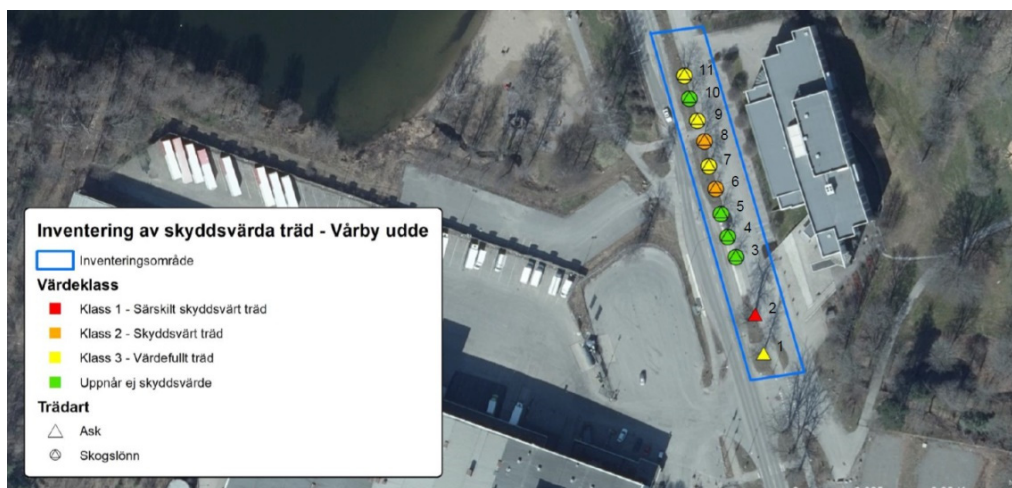 11
10
9
8
7
6
5
4
3
2
1
Inventering av skyddsvärda träd - Vårby udde
Inventeringsområde
Värdeklass
Klass 1 - Särskilt skyddsvärt träd
Klass 2 - Skyddsvärt träd
Klass 3 - Värdefullt träd
Uppnår ej skyddsvärde
Trädart
Ask
Skogslönn